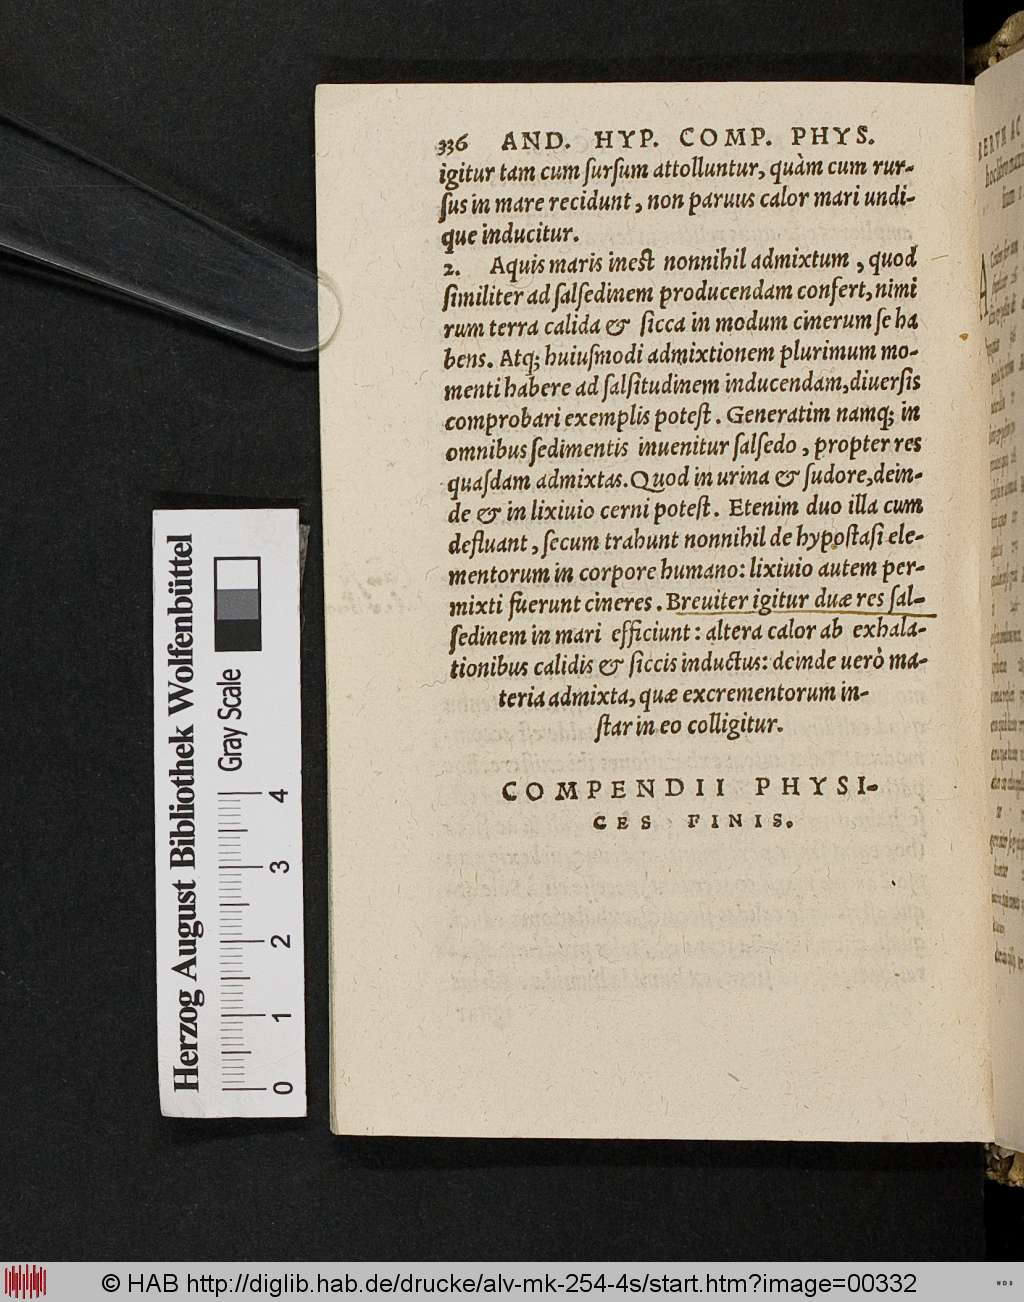 336 AND. HYP. COMP. PHYS.
igitur tam cum ſurſum attolluntur, quàm cum rur-
ſus in mare recidunt, non paruus calor mari undi-
que inducitur.
2. Aquis maris ineſt nonnihil admixtum, quod
ſimiliter ad ſalſedinem producendam confert, nimi
rum terra calida & ſicca in modum cinerum ſe ha
bens. Atq; huiuſmodi admixtionem plurimum mo-
menti habere ad ſalſitudinem inducendam, diuerſis
comprobari exemplis poteſt. Generatim namq; in
omnibus ſedimentis inuenitur ſalſedo, propter res
quaſdam admixtas. Quod in urina & ſudore, dein-
de & in lixiuio cerni poteſt. Etenim duo illa cum
defluant, ſecum trahunt nonnihil de hypoſtaſi ele-
mentorum in corpore humano: lixiuio autem per-
mixti fuerunt cineres. Breuiter igitur duæ res ſal-
ſedinem in mari efficiunt: altera calor ab exhala-
tionibus calidis & ſiccis inductus: deinde uerò ma-
teria admixta, quæ excrementorum in-
ſtar in eo colligitur.
COMPENDII PHYSI-
CES FINIS.
Herzog August Bibliothek Wolfenbüttel
Gray Scale
0 1 2 3 4
© HAB http://diglib.hab.de/drucke/alv-mk-254-4s/start.htm?image=00332